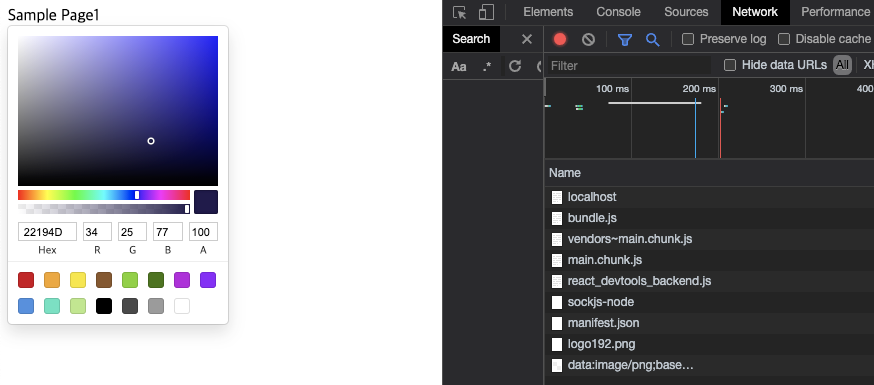 Sample Page1
22194D 34 25 77 100
Hex R G B A
Elements Console Sources Network Performance
Search Preserve log Disable cache
Aa .* Filter Hide data URLs All
100 ms 200 ms 300 ms
Name
localhost
bundle.js
vendors~main.chunk.js
main.chunk.js
react_devtools_backend.js
sockjs-node
manifest.json
logo192.png
data:image/png;base…